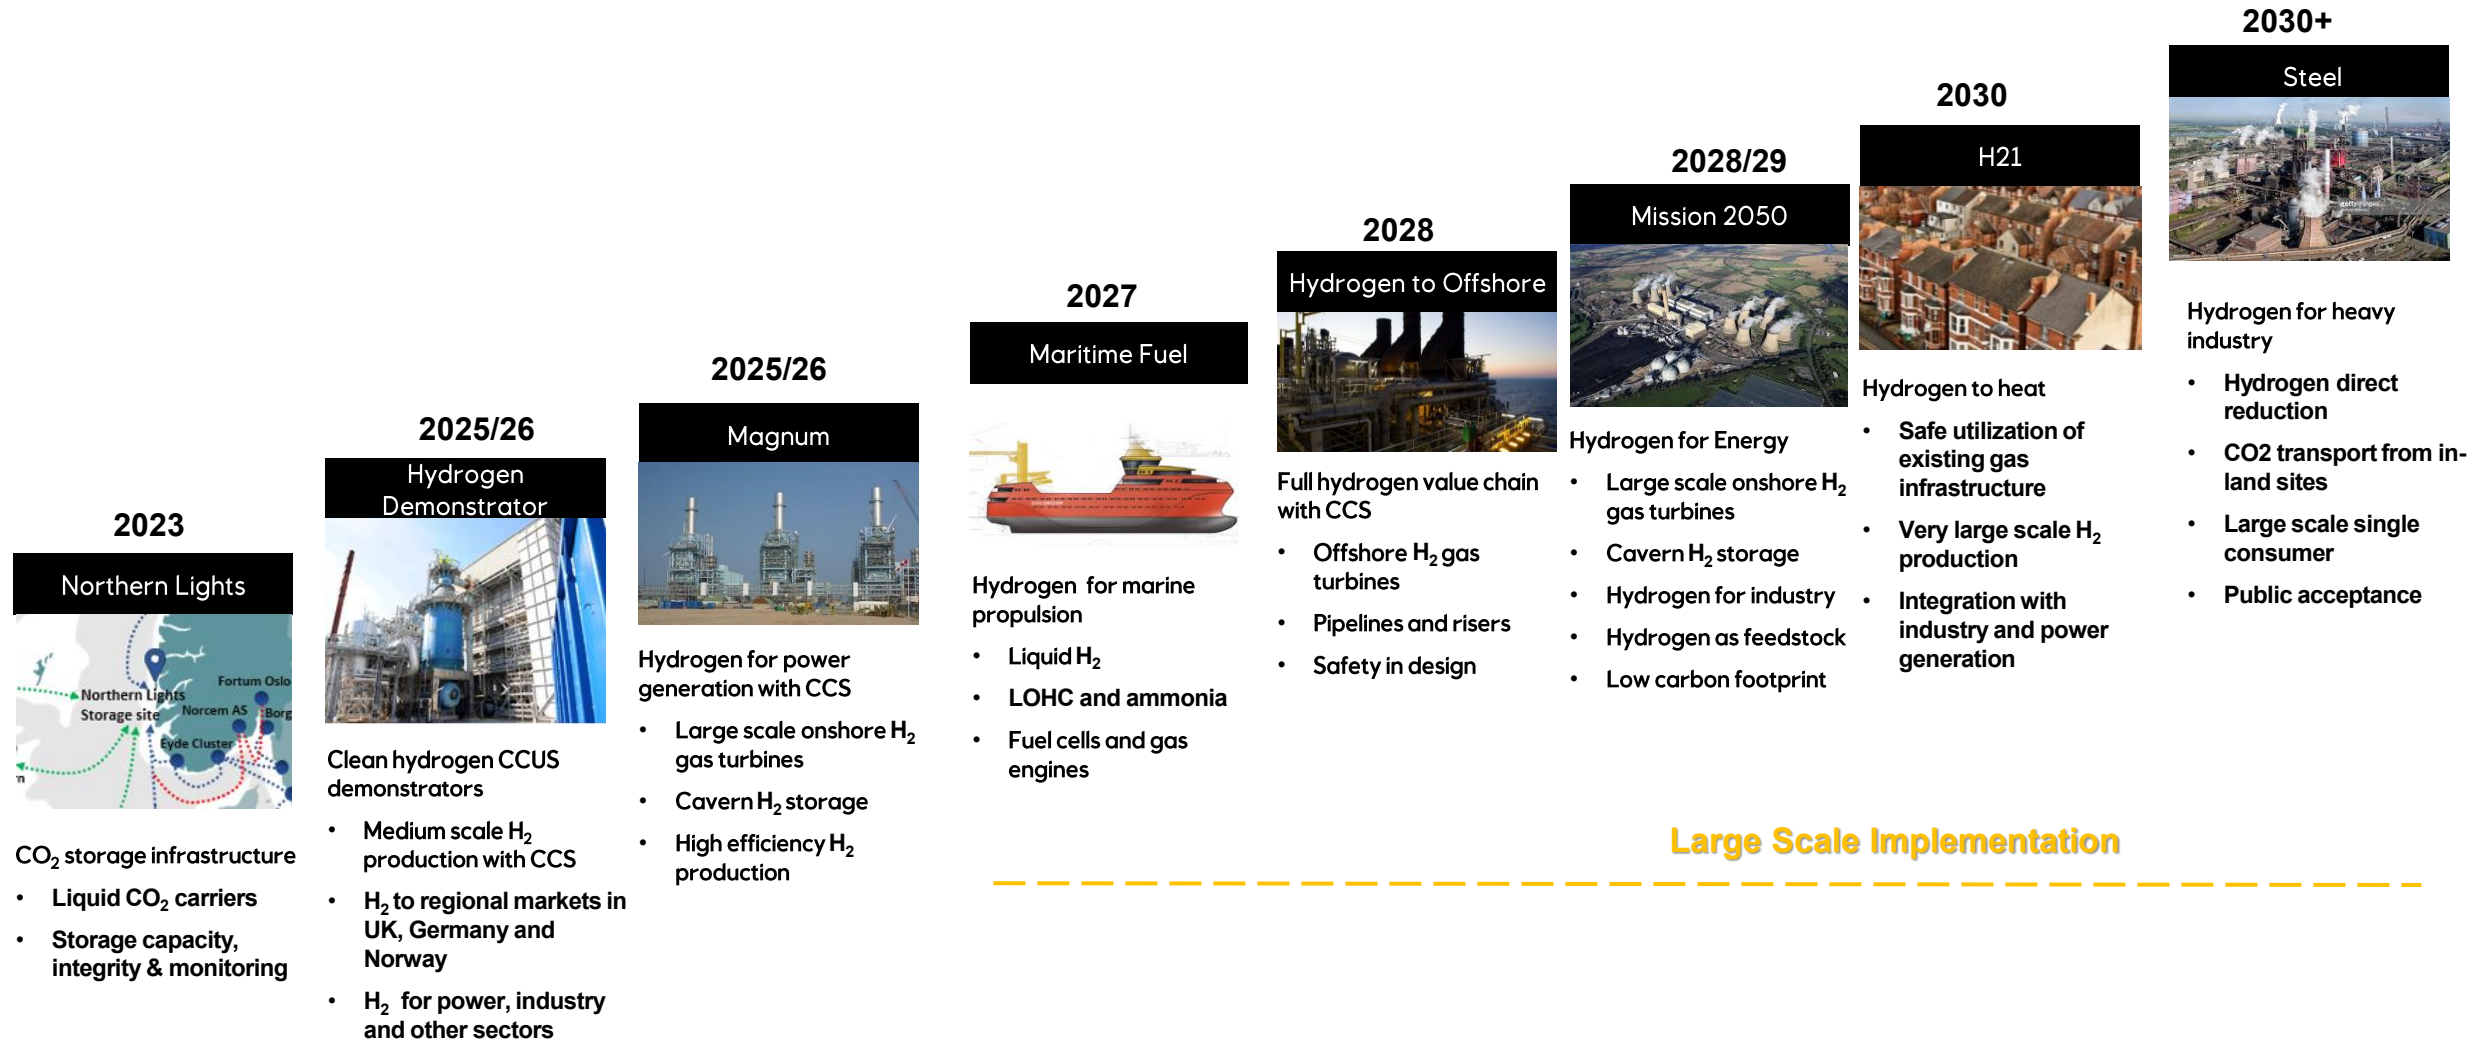 2023
Northern Lights
Northern Lights
Storage site
Fortum Oslo
Norcem AS
Borg
Eyde Cluster
CO2 storage infrastructure
• Liquid CO2 carriers
• Storage capacity,
integrity & monitoring
2025/26
Hydrogen
Demonstrator
Clean hydrogen CCUS
demonstrators
• Medium scale H2
production with CCS
• H2 to regional markets in
UK, Germany and
Norway
• H2 for power, industry
and other sectors
2025/26
Magnum
Hydrogen for power
generation with CCS
• Large scale onshore H2
gas turbines
• Cavern H2 storage
• High efficiency H2
production
2027
Maritime Fuel
Hydrogen for marine
propulsion
• Liquid H2
• LOHC and ammonia
• Fuel cells and gas
engines
2028
Hydrogen to Offshore
Full hydrogen value chain
with CCS
• Offshore H2 gas
turbines
• Pipelines and risers
• Safety in design
2028/29
Mission 2050
Hydrogen for Energy
• Large scale onshore H2
gas turbines
• Cavern H2 storage
• Hydrogen for industry
• Hydrogen as feedstock
• Low carbon footprint
2030
H21
Hydrogen to heat
• Safe utilization of
existing gas
infrastructure
• Very large scale H2
production
• Integration with
industry and power
generation
2030+
Steel
Hydrogen for heavy
industry
• Hydrogen direct
reduction
• CO2 transport from in-
land sites
• Large scale single
consumer
• Public acceptance
Large Scale Implementation